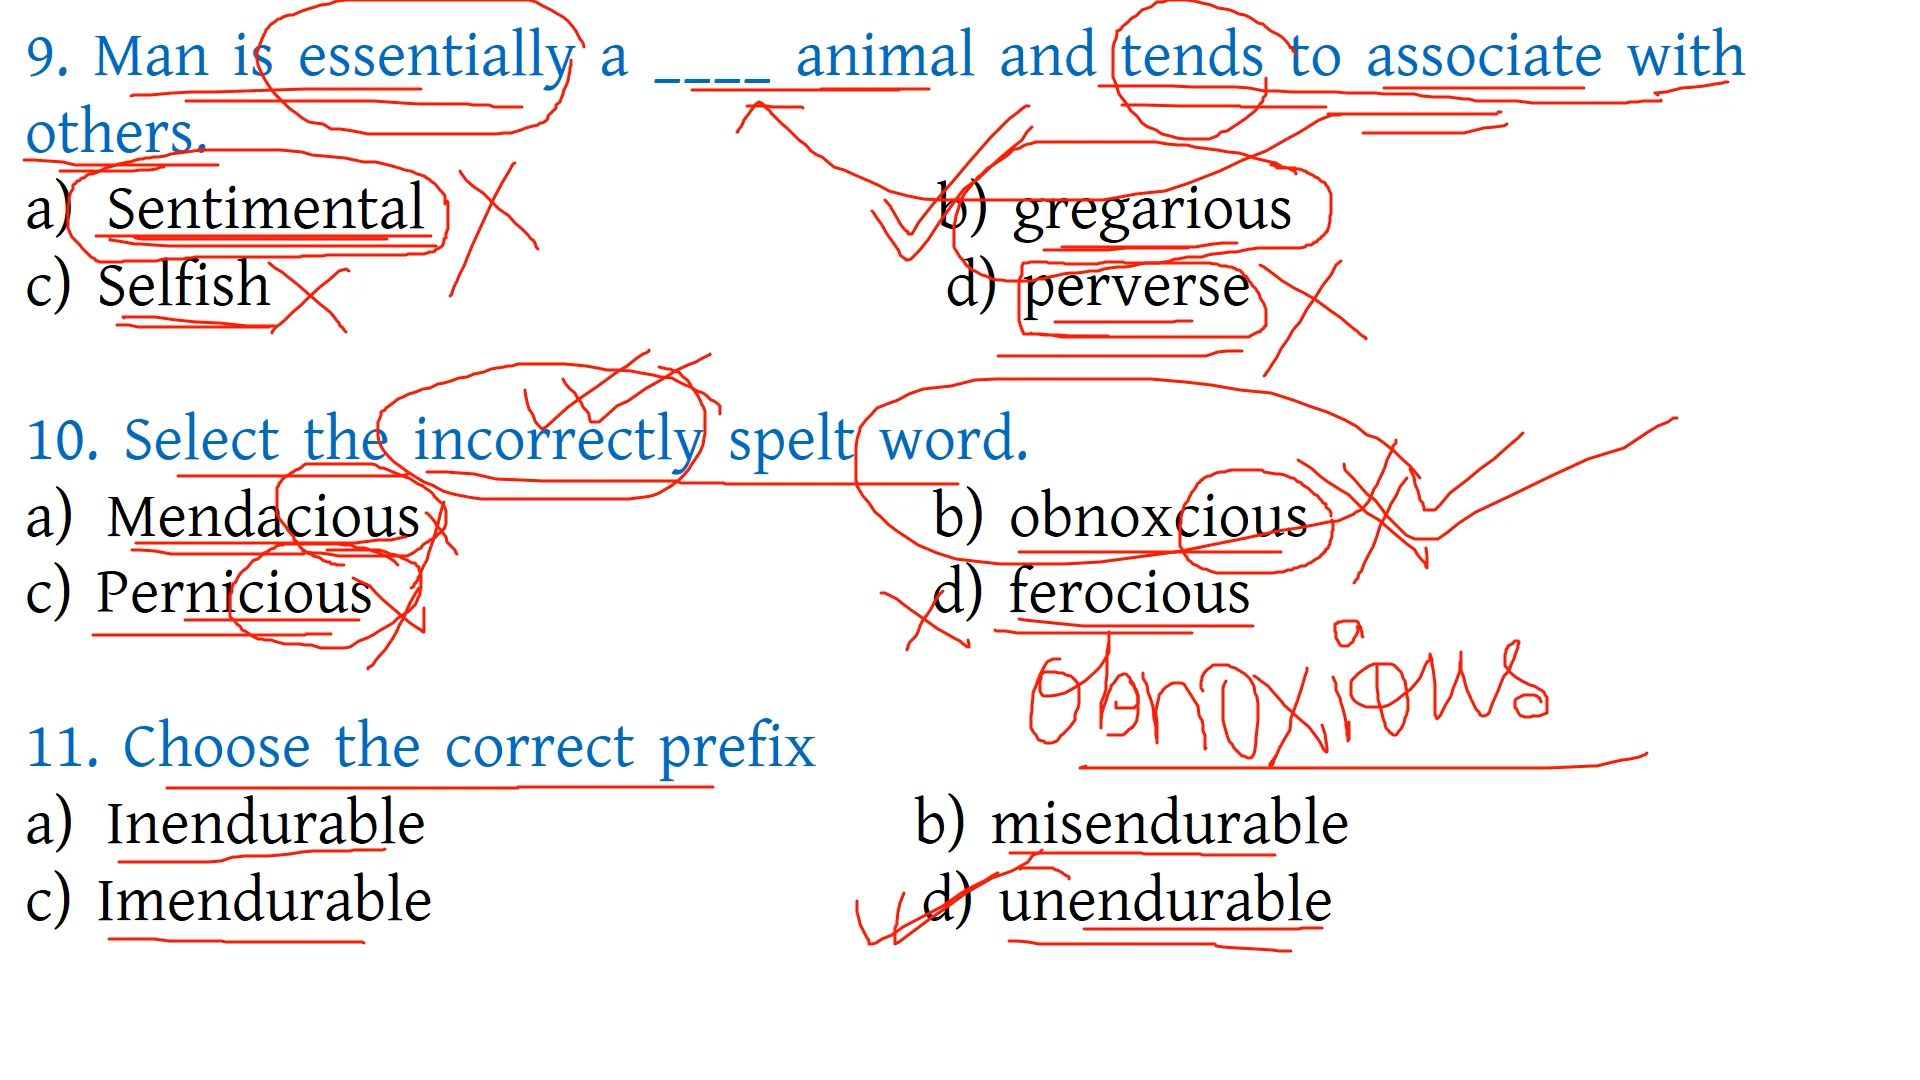 9. Man is essentially a ____ animal and tends to associate with
others.
a) Sentimental b) gregarious
c) Selfish d) perverse
10. Select the incorrectly spelt word.
a) Mendacious b) obnoxcious
c) Pernicious d) ferocious
obnoxious
11. Choose the correct prefix
a) Inendurable b) misendurable
c) Imendurable d) unendurable